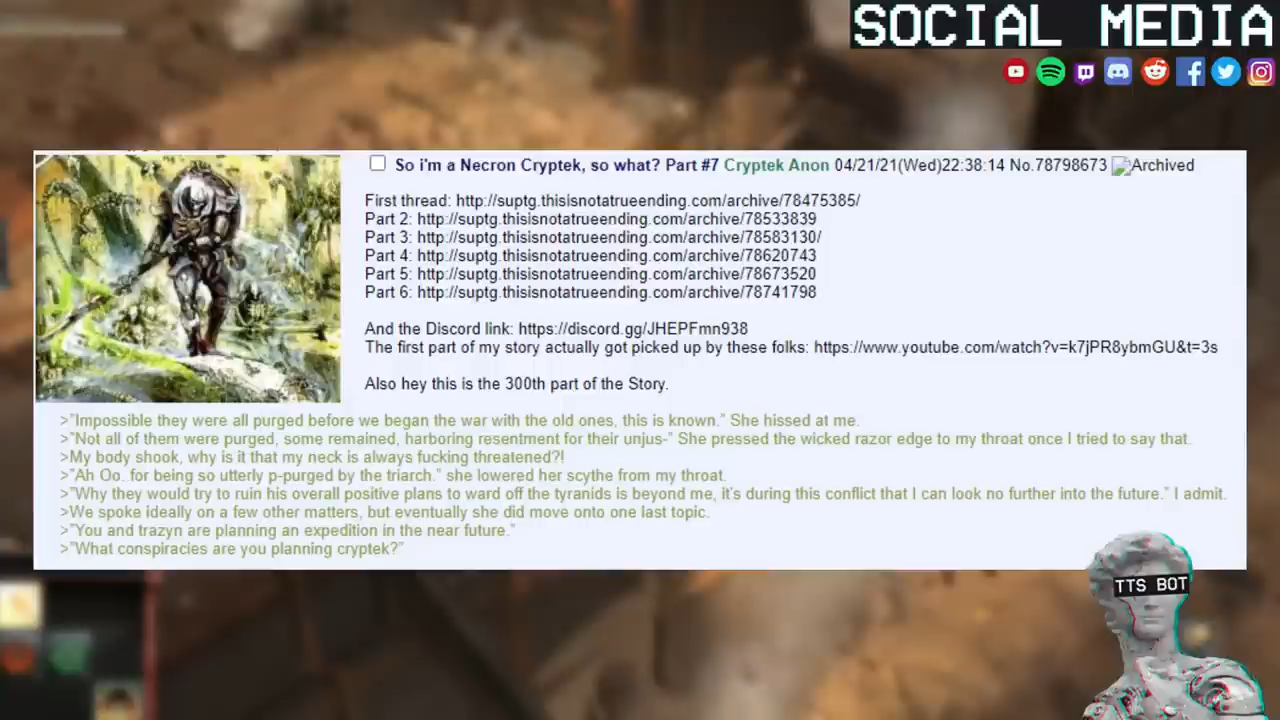 SOCIAL MEDIA
So i'm a Necron Cryptek, so what? Part #7 Cryptek Anon 04/21/21(Wed)22:38:14 No.78798673 Archived
First thread: http://suptg.thisisnotatrueending.com/archive/78475385/
Part 2: http://suptg.thisisnotatrueending.com/archive/78533839
Part 3: http://suptg.thisisnotatrueending.com/archive/78583130/
Part 4: http://suptg.thisisnotatrueending.com/archive/78620743
Part 5: http://suptg.thisisnotatrueending.com/archive/78673520
Part 6: http://suptg.thisisnotatrueending.com/archive/78741798
And the Discord link: https://discord.gg/JHEPFmn938
The first part of my story actually got picked up by these folks: https://www.youtube.com/watch?v=k7jPR8ybmGU&t=3s
Also hey this is the 300th part of the Story.
>"Impossible they were all purged before we began the war with the old ones, this is known." She hissed at me.
>"Not all of them were purged, some remained, harboring resentment for their unjus-" She pressed the wicked razor edge to my throat once I tried to say that.
>My body shook, why is it that my neck is always fucking threatened?!
>"Ah Oo..for being so utterly p-purged by the triarch." she lowered her scythe from my throat.
>"Why they would try to ruin his overall positive plans to ward off the tyranids is beyond me, it's during this conflict that I can look no further into the future." I admit.
>We spoke ideally on a few other matters, but eventually she did move onto one last topic.
>"You and trazyn are planning an expedition in the near future."
>"What conspiracies are you planning cryptek?"
TTS BOT